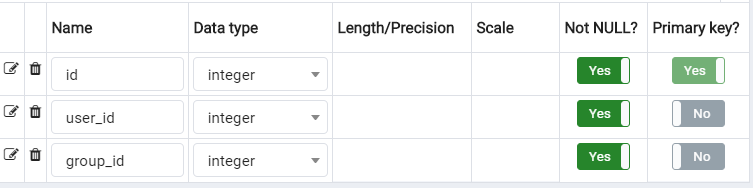 Name Data type Length/Precision Scale Not NULL? Primary key?
id integer Yes Yes
user_id integer Yes No
group_id integer Yes No